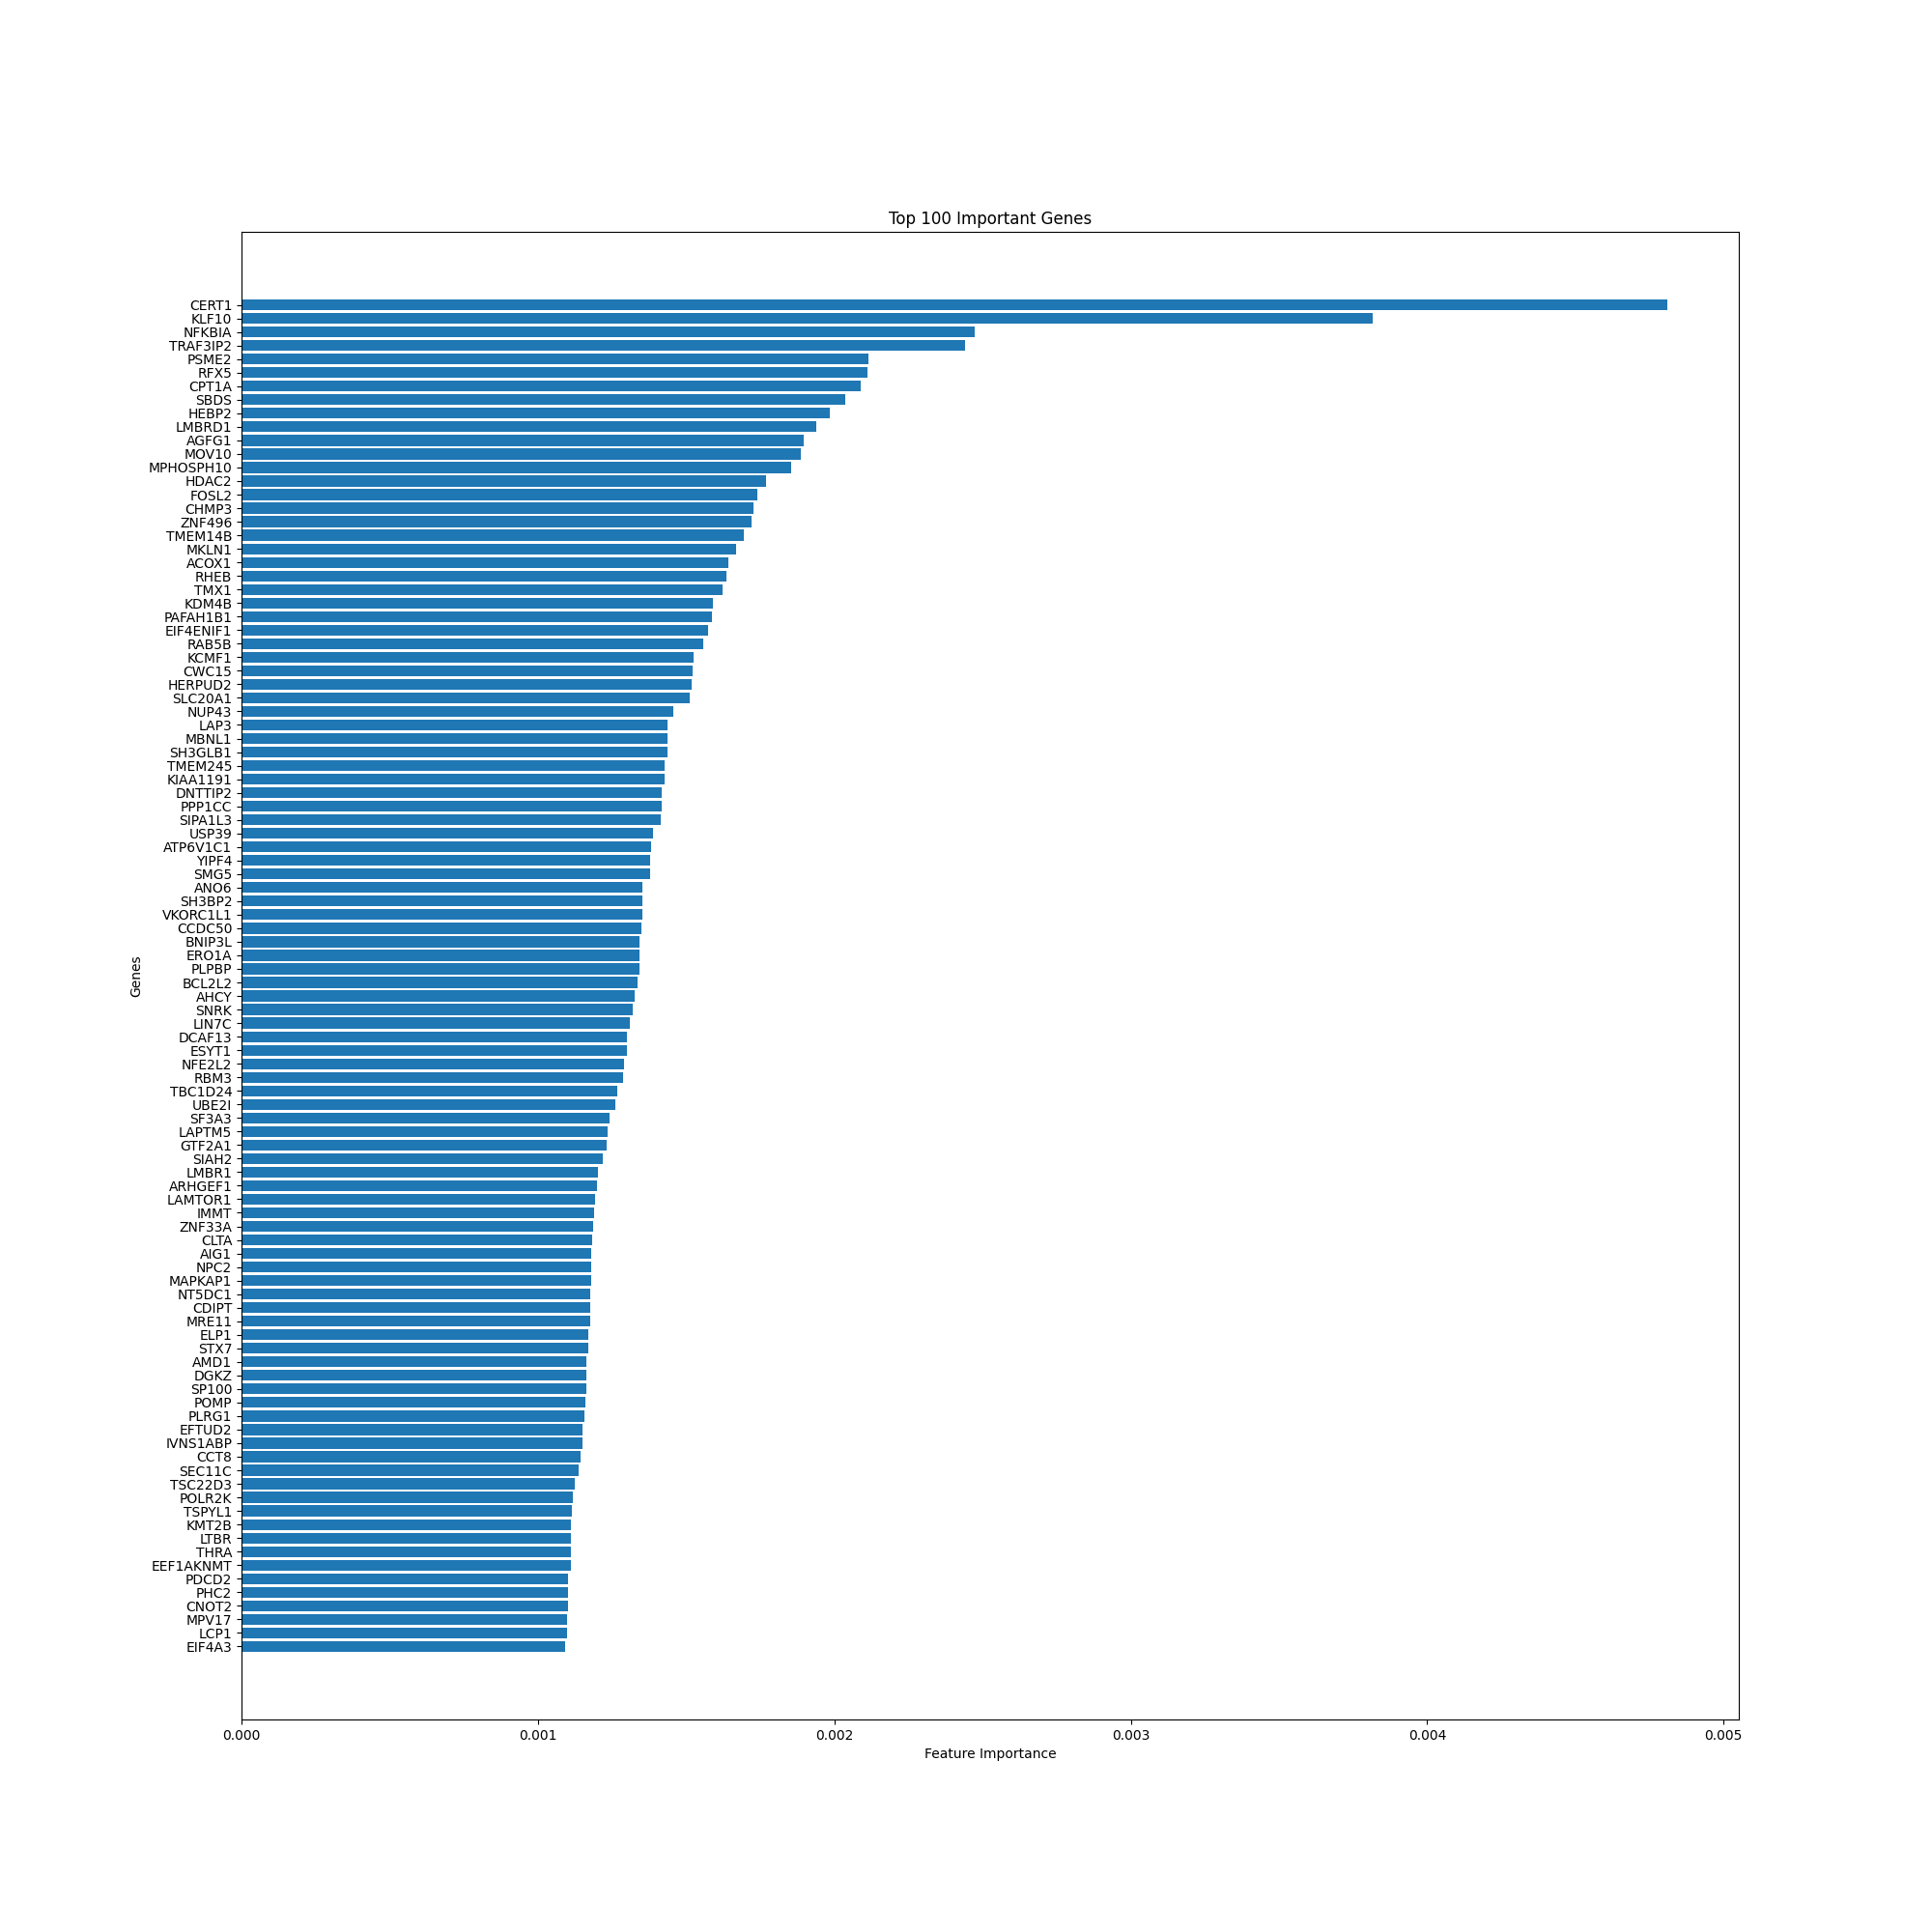 Top 100 Important Genes
CERT1
KLF10
NFKBIA
TRAF3IP2
PSME2
RFX5
CPT1A
SBDS
HEBP2
LMBRD1
AGFG1
MOV10
MPHOSPH10
HDAC2
FOSL2
CHMP3
ZNF496
TMEM14B
MKLN1
ACOX1
RHEB
TMX1
KDM4B
PAFAH1B1
EIF4ENIF1
RAB5B
KCMF1
CWC15
HERPUD2
SLC20A1
NUP43
LAP3
MBNL1
SH3GLB1
TMEM245
KIAA1191
DNTTIP2
PPP1CC
SIPA1L3
USP39
ATP6V1C1
YIPF4
SMG5
ANO6
SH3BP2
VKORC1L1
CCDC50
BNIP3L
ERO1A
PLPBP
BCL2L2
AHCY
SNRK
LIN7C
DCAF13
ESYT1
NFE2L2
RBM3
TBC1D24
UBE2I
SF3A3
LAPTM5
GTF2A1
SIAH2
LMBR1
ARHGEF1
LAMTOR1
IMMT
ZNF33A
CLTA
AIG1
NPC2
MAPKAP1
NT5DC1
CDIPT
MRE11
ELP1
STX7
AMD1
DGKZ
SP100
POMP
PLRG1
EFTUD2
IVNS1ABP
CCT8
SEC11C
TSC22D3
POLR2K
TSPYL1
KMT2B
LTBR
THRA
EEF1AKNMT
PDCD2
PHC2
CNOT2
MPV17
LCP1
EIF4A3
Genes
0.000 0.001 0.002 0.003 0.004 0.005
Feature Importance